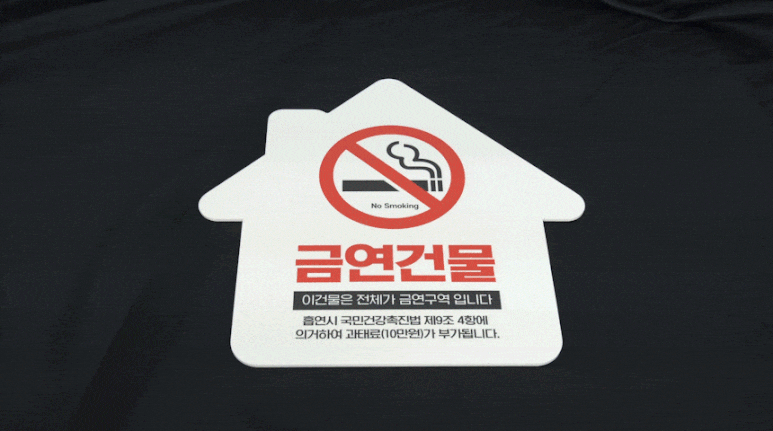 No Smoking
금연건물
이건물은 전체가 금연구역 입니다
흡연시 국민건강촉진법 제9조 4항에
의거하여 과태료(10만원)가 부가됩니다.